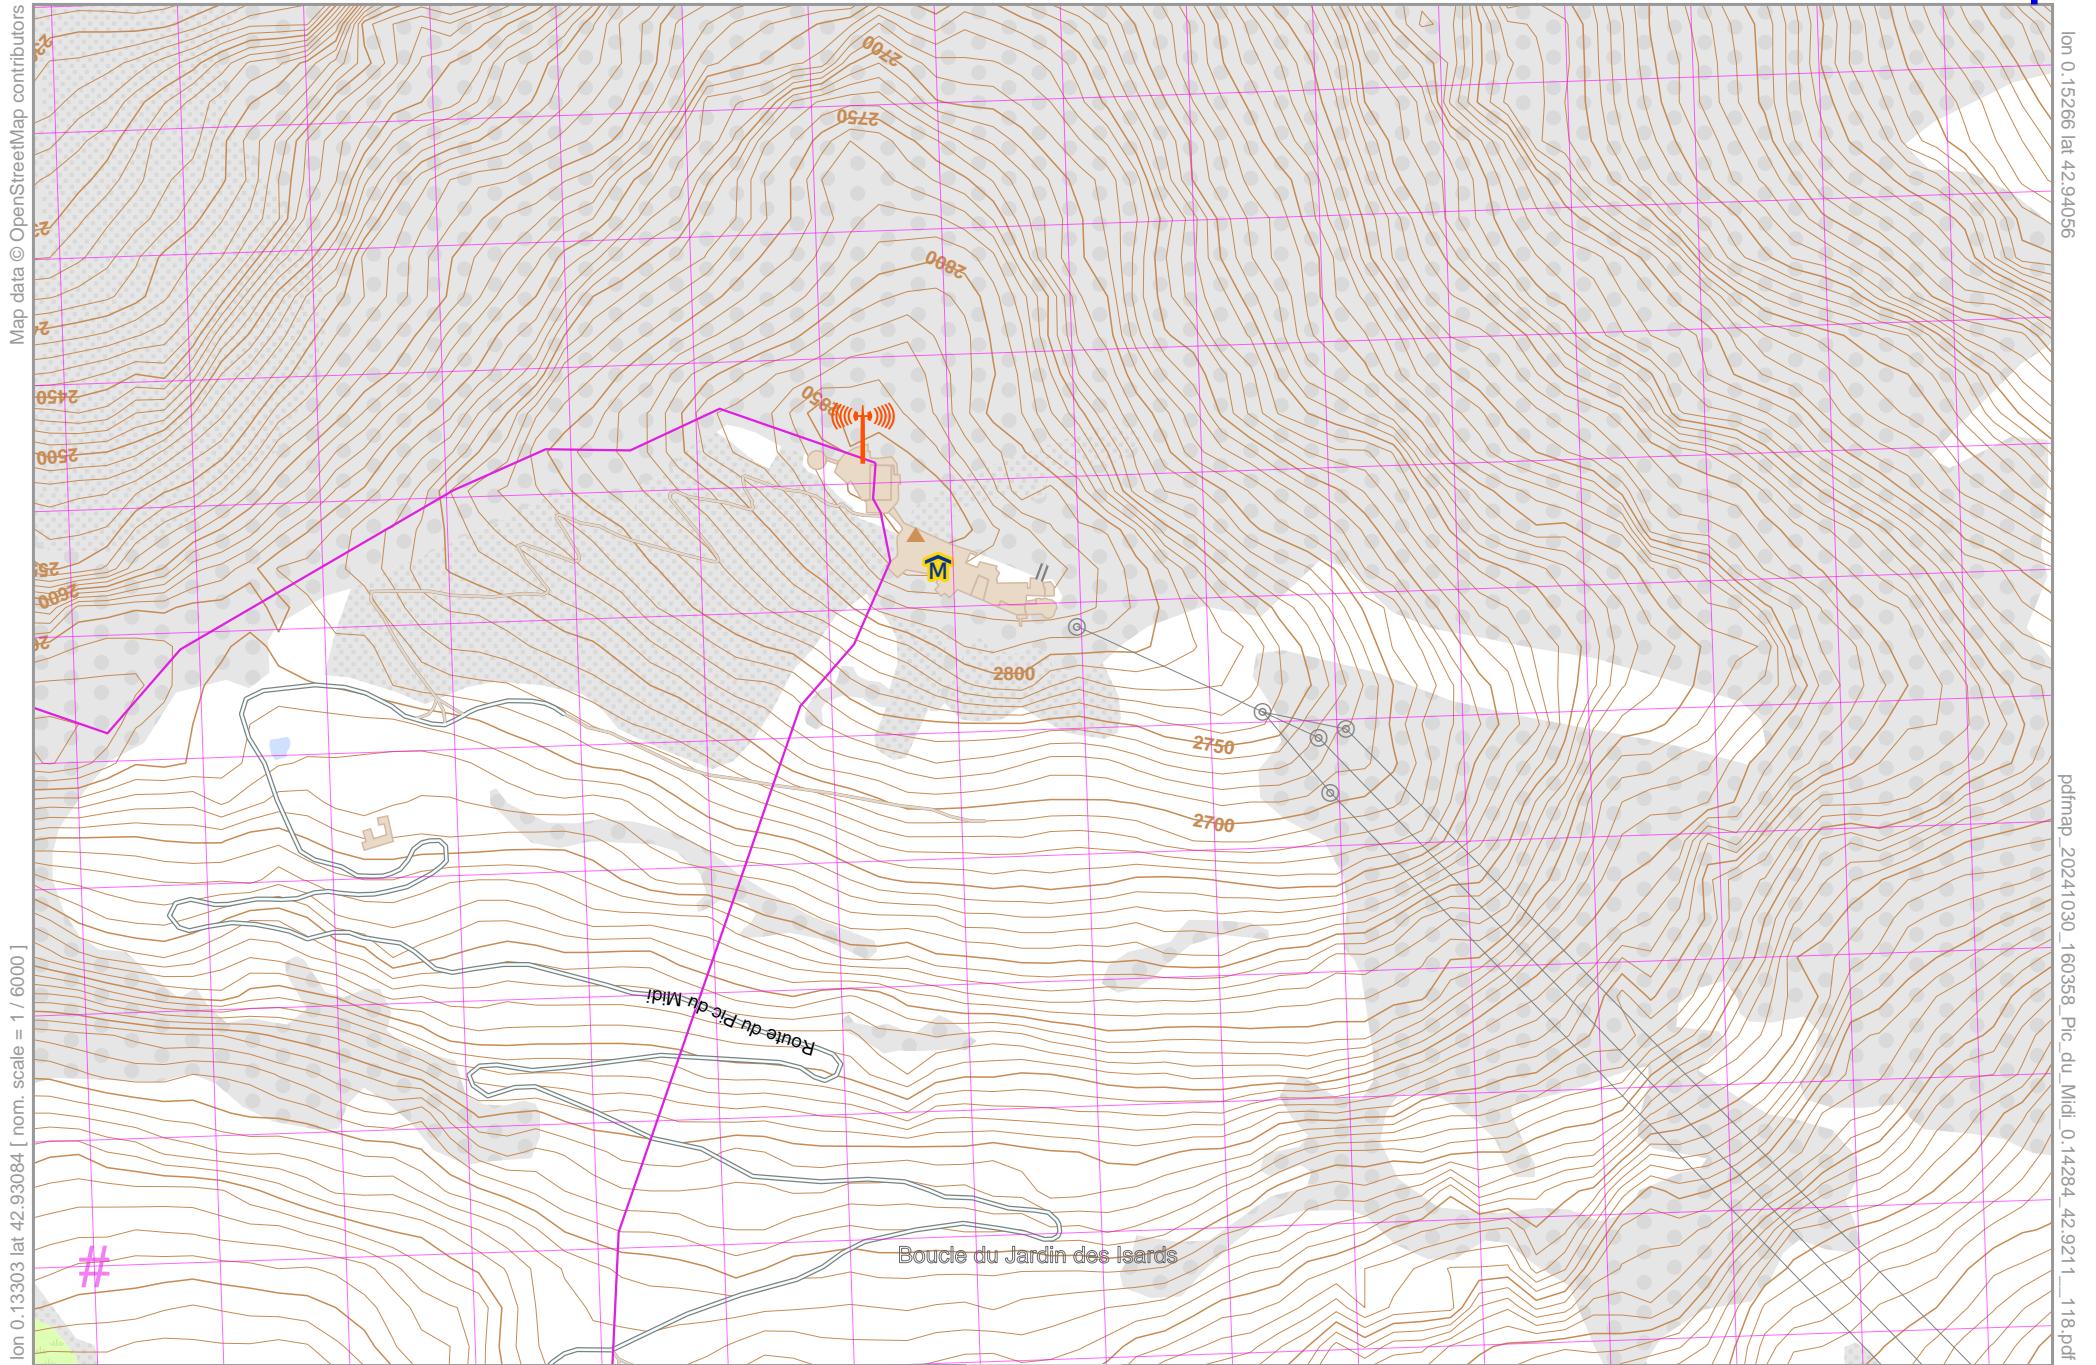 Map data © OpenStreetMap contributors
lon 0.15266 lat 42.94056
2700
2750
2800
2450
2850
2500
M
2600
2800
2750
2700
Route du Pic du Midi
Boucle du Jardin des Isards
#
lon 0.13303 lat 42.93084 [ nom. scale = 1 / 6000 ]
pdfmap_20241030_160358_Pic_du_Midi_0.14284_42.9211__118.pdf